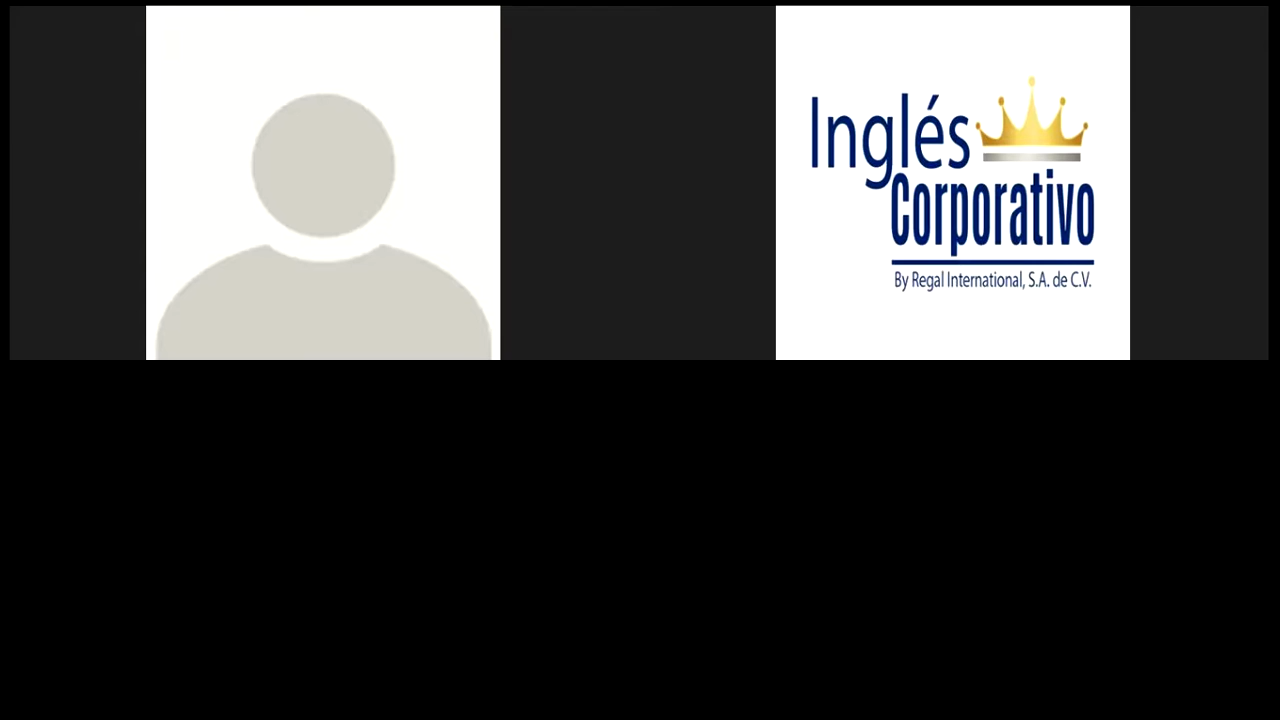 Inglés
Corporativo
By Regal International, S.A. de C.V.